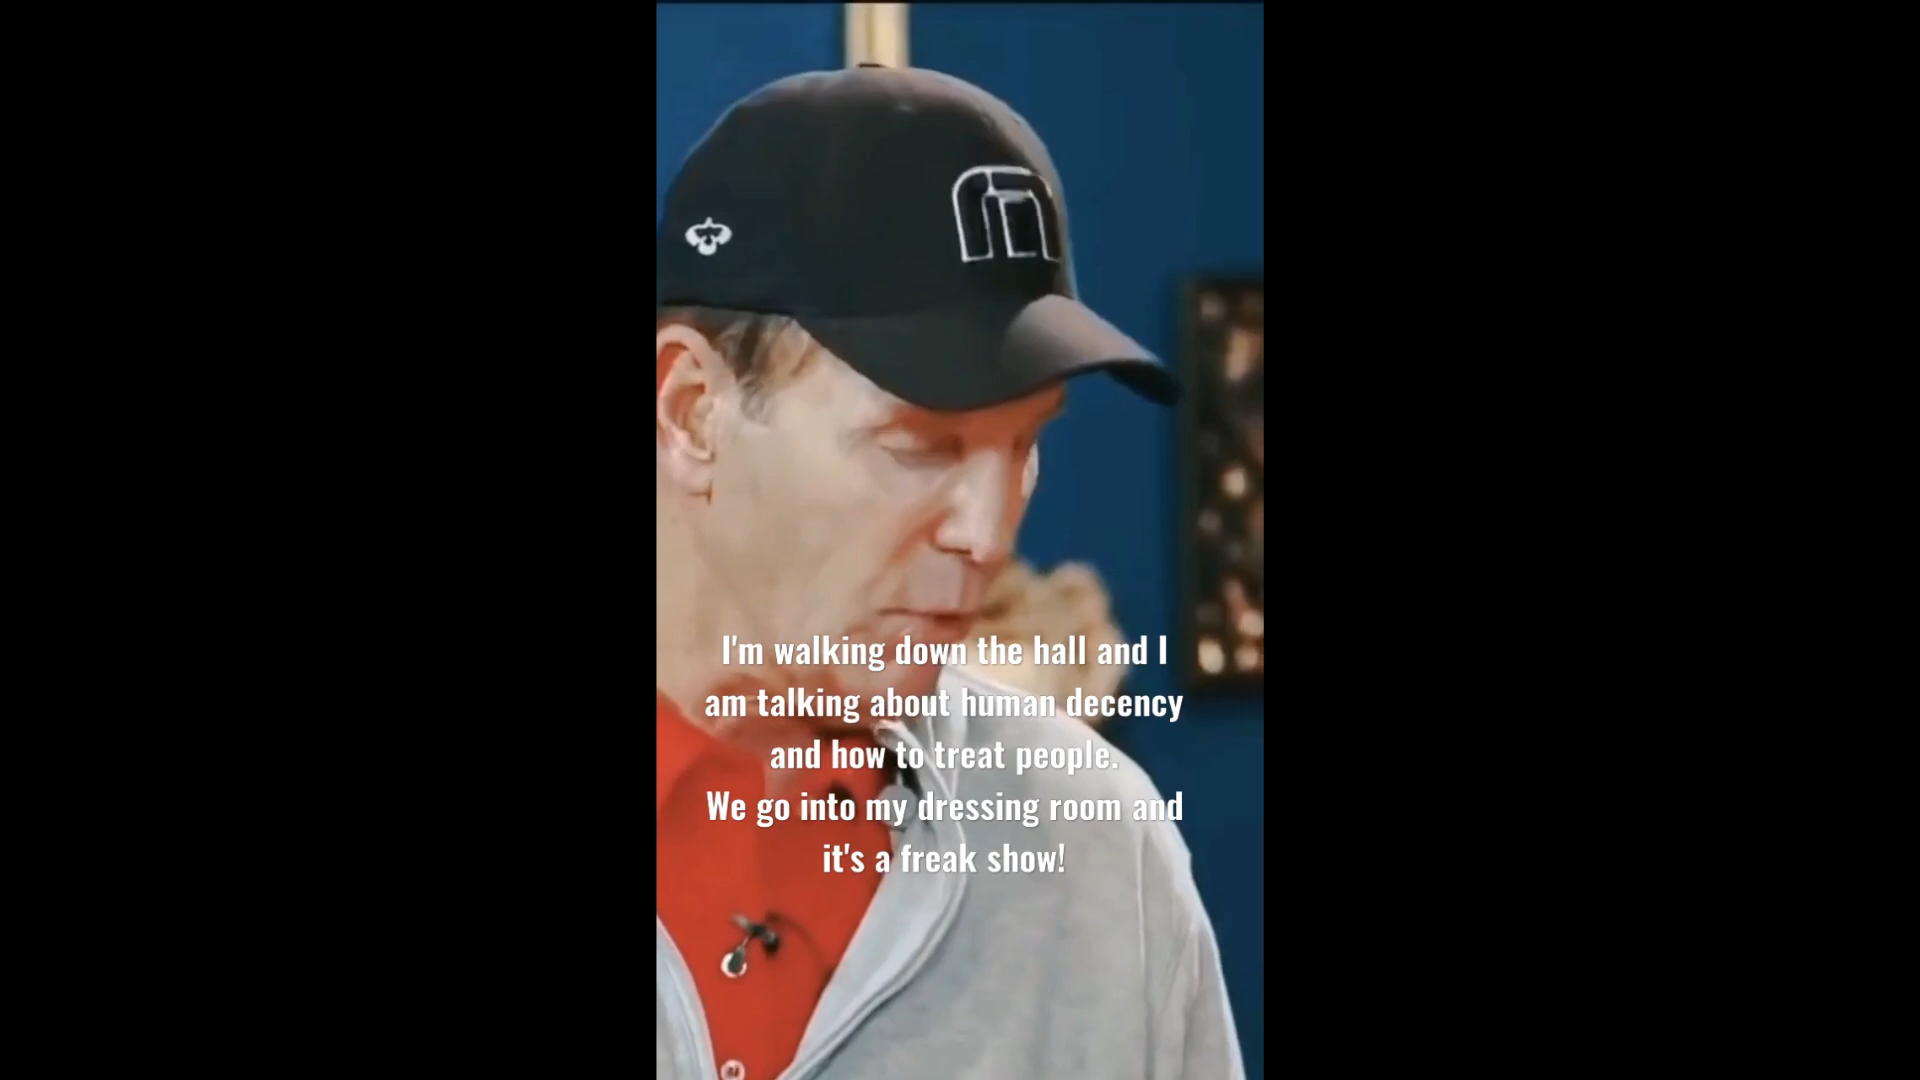 I'm walking down the hall and I
am talking about human decency
and how to treat people.
We go into my dressing room and
it's a freak show!